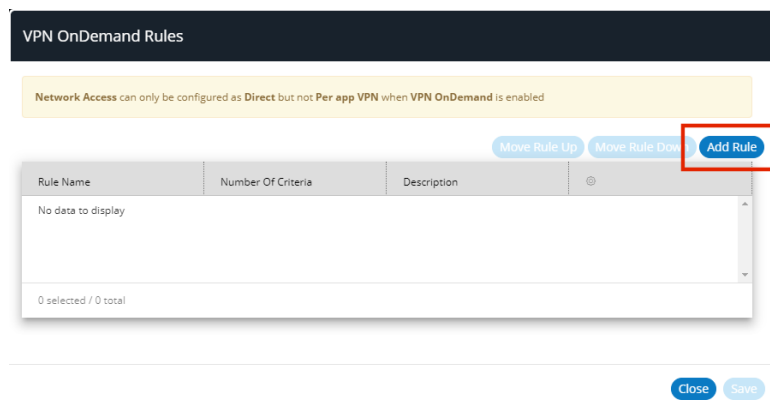 VPN OnDemand Rules
Network Access can only be configured as Direct but not Per app VPN when VPN OnDemand is enabled
Move Rule Up Move Rule Down Add Rule
Rule Name Number Of Criteria Description
No data to display
0 selected / 0 total
Close Save